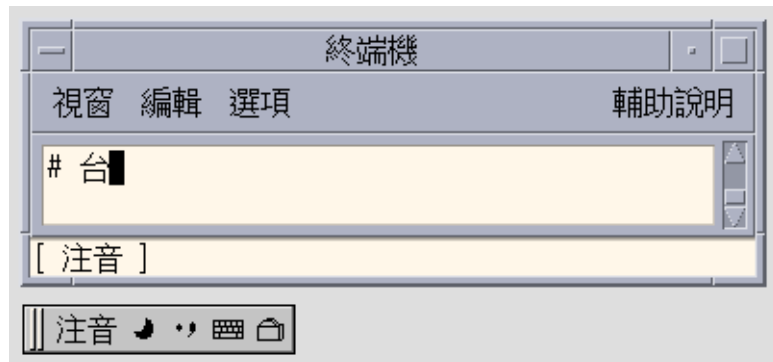 終端機
視窗 編輯 選項 輔助說明
# 台
[ 注音 ]
注音